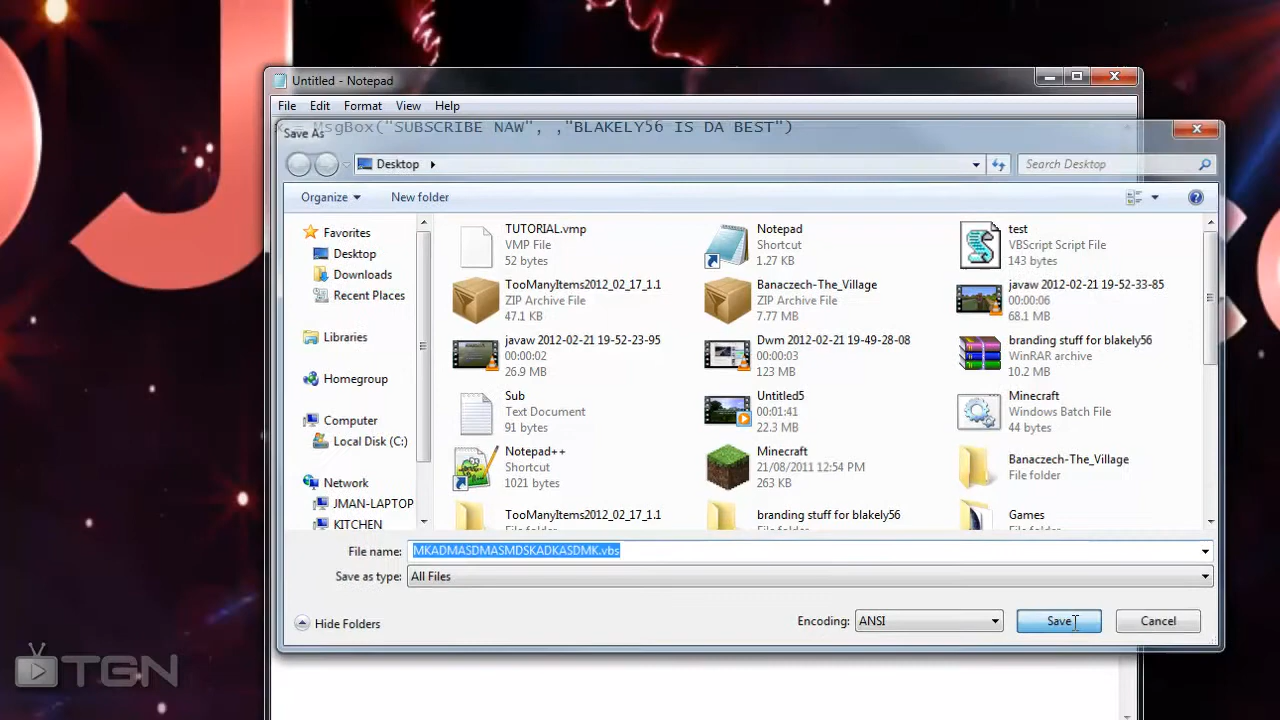 Untitled - Notepad
File Edit Format View Help
x = MsgBox("SUBSCRIBE NAW", ,"BLAKELY56 IS DA BEST")
Save As
Desktop
Search Desktop
Organize New folder
Favorites
Desktop
Downloads
Recent Places
Libraries
Homegroup
Computer
Local Disk (C:)
Network
JMAN-LAPTOP
KITCHEN
TUTORIAL.vmp
VMP File
52 bytes
Notepad
Shortcut
1.27 KB
test
VBScript Script File
143 bytes
TooManyItems2012_02_17_1.1
ZIP Archive File
47.1 KB
Banaczech-The_Village
ZIP Archive File
7.77 MB
javaw 2012-02-21 19-52-33-85
00:00:06
68.1 MB
javaw 2012-02-21 19-52-23-95
00:00:02
26.9 MB
Dwm 2012-02-21 19-49-28-08
00:00:03
123 MB
branding stuff for blakely56
WinRAR archive
10.2 MB
Sub
Text Document
91 bytes
Untitled5
00:01:41
22.3 MB
Minecraft
Windows Batch File
44 bytes
Notepad++
Shortcut
1021 bytes
Minecraft
21/08/2011 12:54 PM
263 KB
Banaczech-The_Village
File folder
TooManyItems2012_02_17_1.1
File folder
branding stuff for blakely56
File folder
Games
File folder
File name: MKADMASDMASMDSKADKASDMK.vbs
Save as type: All Files
Hide Folders
Encoding: ANSI Save Cancel
TGN